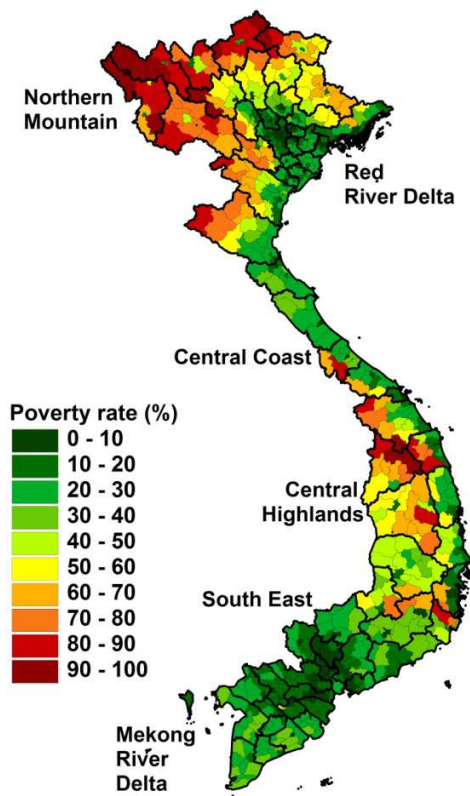 Northern
Mountain
Red
River Delta
Central Coast
Poverty rate (%)
0 - 10
10 - 20
20 - 30
30 - 40
40 - 50
50 - 60
60 - 70
70 - 80
80 - 90
90 - 100
Central
Highlands
South East
Mekong
River
Delta